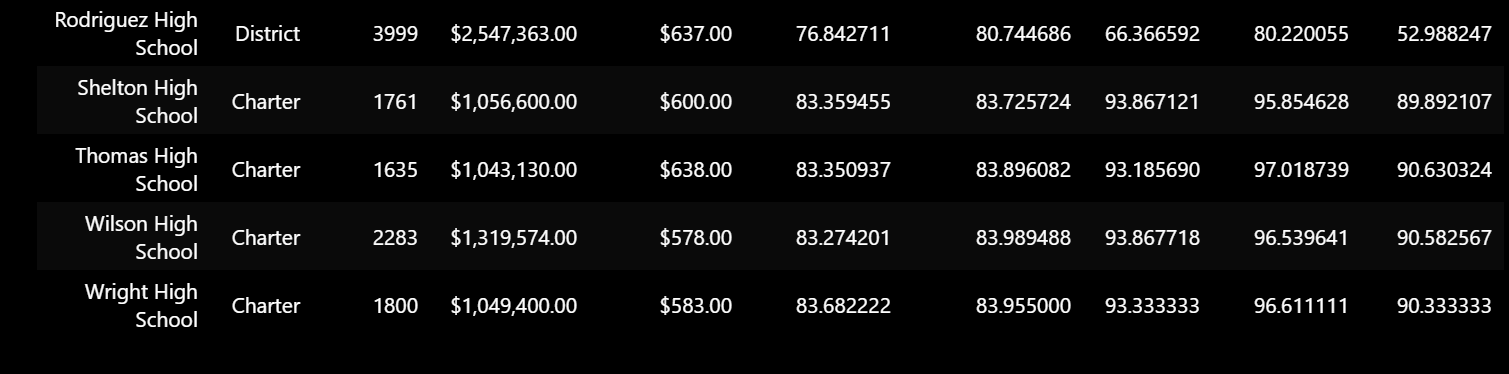 Rodriguez High School District 3999 $2,547,363.00 $637.00 76.842711 80.744686 66.366592 80.220055 52.988247
Shelton High School Charter 1761 $1,056,600.00 $600.00 83.359455 83.725724 93.867121 95.854628 89.892107
Thomas High School Charter 1635 $1,043,130.00 $638.00 83.350937 83.896082 93.185690 97.018739 90.630324
Wilson High School Charter 2283 $1,319,574.00 $578.00 83.274201 83.989488 93.867718 96.539641 90.582567
Wright High School Charter 1800 $1,049,400.00 $583.00 83.682222 83.955000 93.333333 96.611111 90.333333